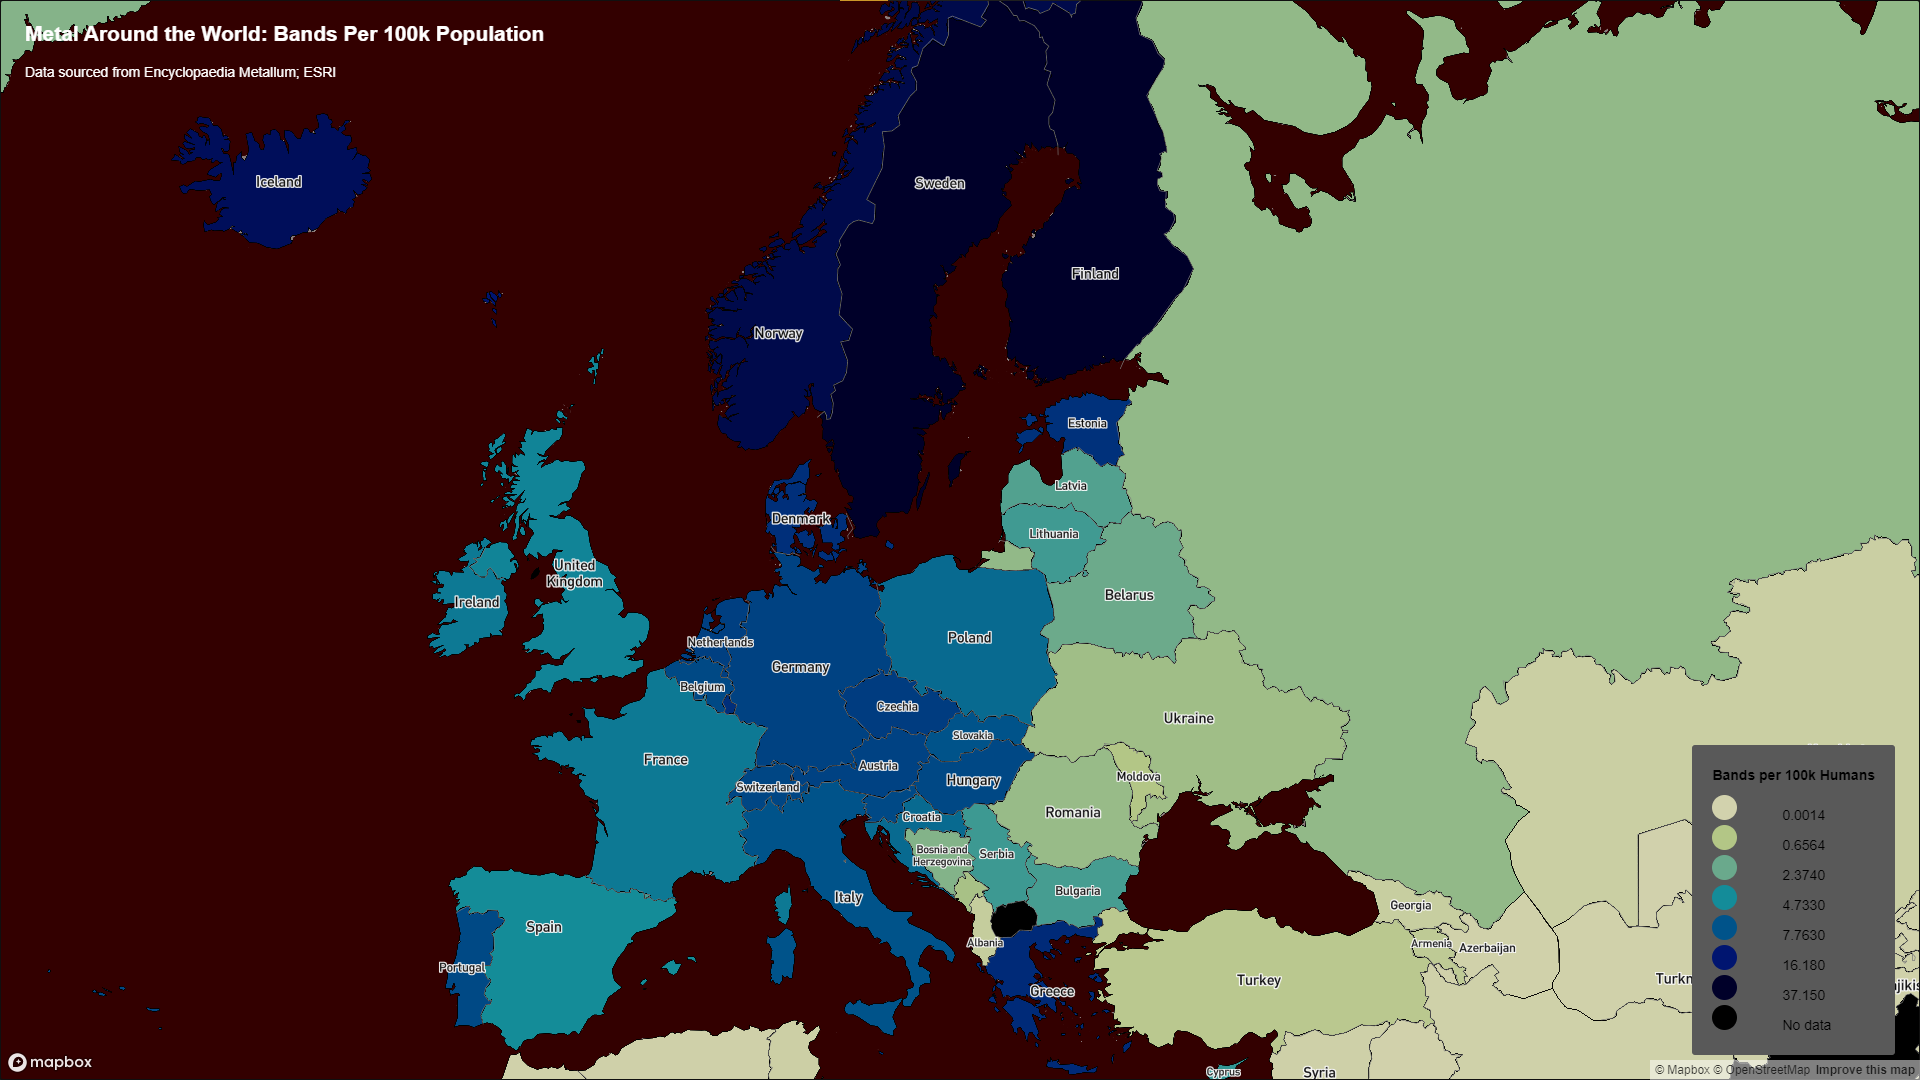 Metal Around the World: Bands Per 100k Population
Data sourced from Encyclopaedia Metallum; ESRI
Iceland
Sweden
Finland
Norway
Estonia
Latvia
Denmark
Lithuania
United
Kingdom
Belarus
Ireland
Poland
Netherlands
Germany
Belgium
Czechia
Ukraine
Slovakia
France
Austria
Moldova
Hungary
Switzerland
Romania
Croatia
Bosnia and
Herzegovina
Serbia
Bulgaria
Italy
Georgia
Spain
Albania
Armenia
Azerbaijan
Portugal
Turkey
Greece
Turkn
jikis
Cyprus
Syria
Bands per 100k Humans
0.0014
0.6564
2.3740
4.7330
7.7630
16.180
37.150
No data
mapbox
© Mapbox © OpenStreetMap Improve this map